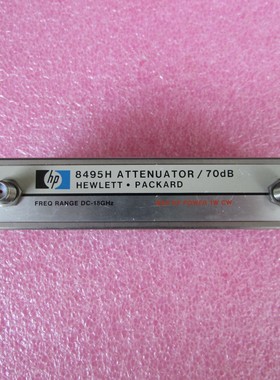 hp
8495H ATTENUATOR/70dB
HEWLETT • PACKARD
FREQ RANGE DC-18GHz